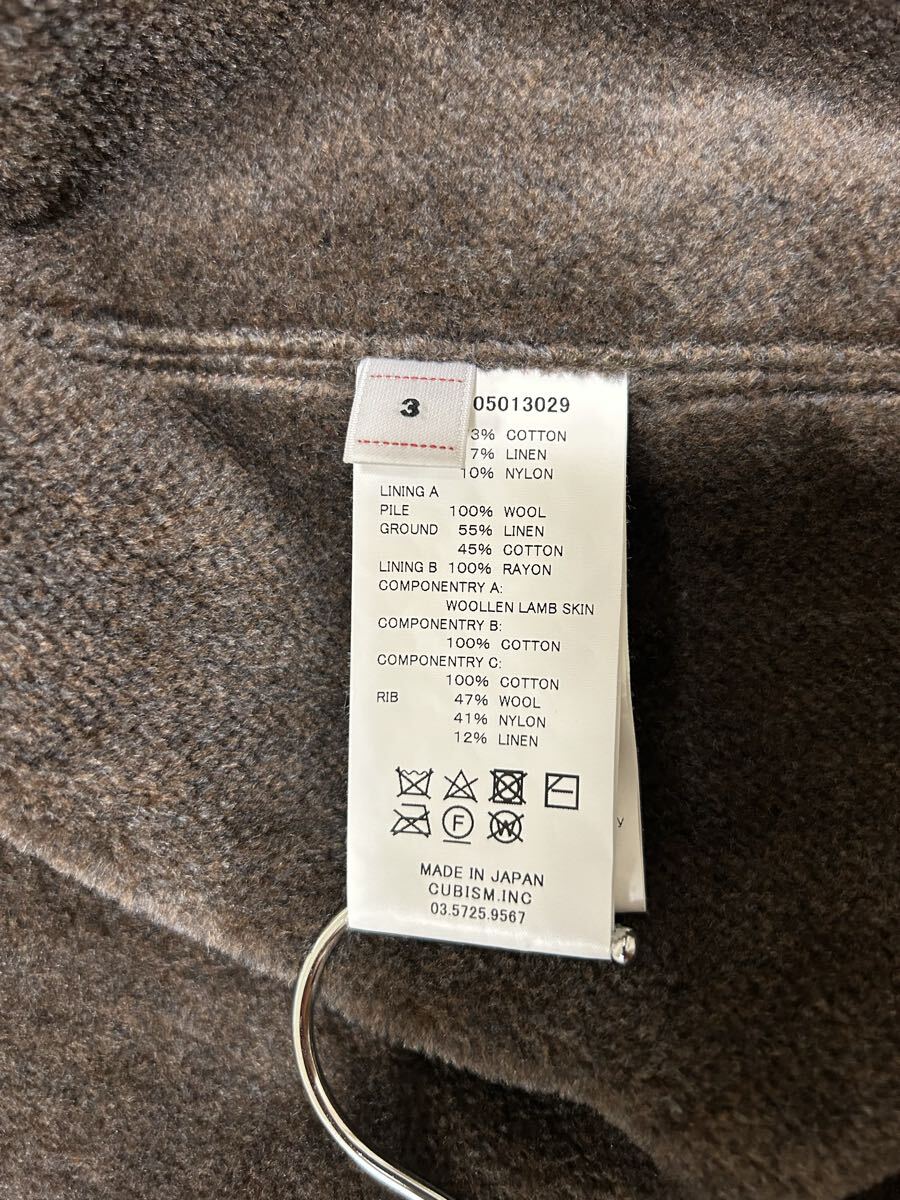 3
05013029
3% COTTON
7% LINEN
10% NYLON
LINING A
PILE 100% WOOL
GROUND 55% LINEN
45% COTTON
LINING B 100% RAYON
COMPONENTRY A:
WOOLLEN LAMB SKIN
COMPONENTRY B:
100% COTTON
COMPONENTRY C:
100% COTTON
RIB 47% WOOL
41% NYLON
12% LINEN
F
W
y
MADE IN JAPAN
CUBISM.INC
03.5725.9567